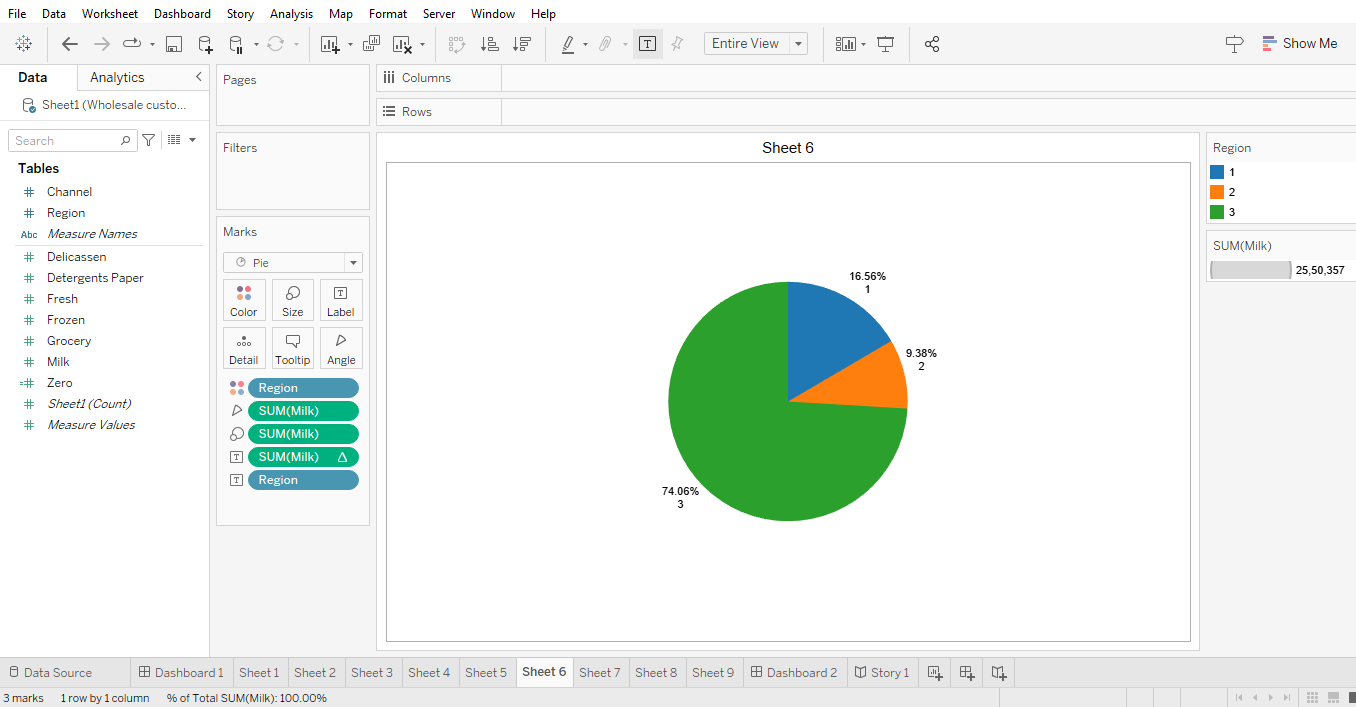 File Data Worksheet Dashboard Story Analysis Map Format Server Window Help
Entire View
Show Me
Data Analytics
Sheet1 (Wholesale custo...
Search
Tables
# Channel
# Region
Abc Measure Names
# Delicassen
# Detergents Paper
# Fresh
# Frozen
# Grocery
# Milk
=# Zero
# Sheet1 (Count)
# Measure Values
Pages
Filters
Marks
Pie
Color Size Label
Detail Tooltip Angle
Region
SUM(Milk)
SUM(Milk)
T SUM(Milk) Δ
T Region
Columns
Rows
Sheet 6
16.56%
1
9.38%
2
74.06%
3
Region
1
2
3
SUM(Milk)
25,50,357
Data Source Dashboard 1 Sheet 1 Sheet 2 Sheet 3 Sheet 4 Sheet 5 Sheet 6 Sheet 7 Sheet 8 Sheet 9 Dashboard 2 Story 1
3 marks 1 row by 1 column % of Total SUM(Milk): 100.00%